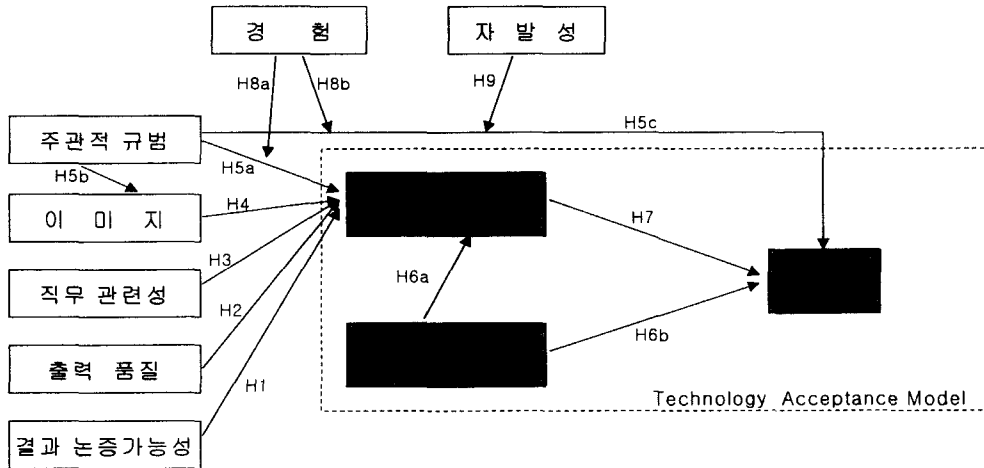 경 험
자 발 성
H8a
H8b
H9
주관적 규범
H5c
H5b
H5a
이 미 지
H4
H7
H3
H6a
직무 관련성
H2
H6b
출력 품질
H1
Technology Acceptance Model
결과 논증가능성